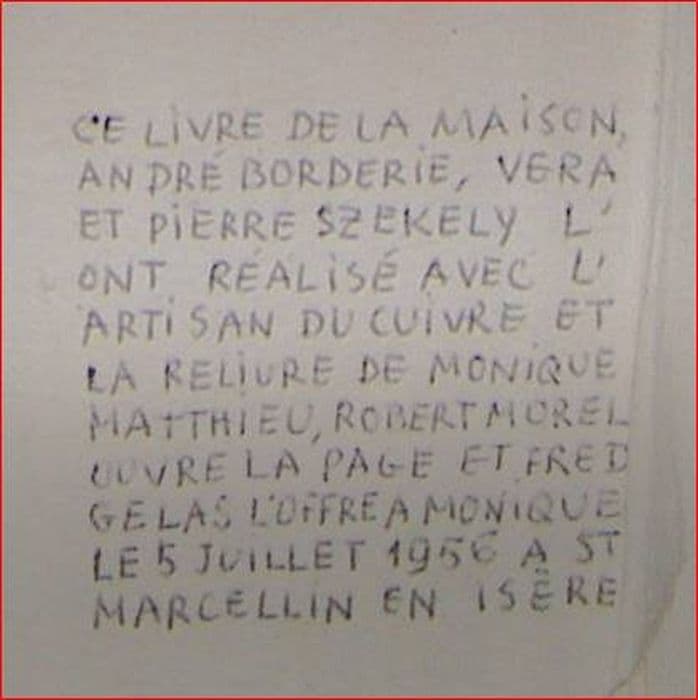 CE LIVRE DE LA MAISON,
ANDRÉ BORDERIE, VERA
ET PIERRE SZEKELY L'
ONT RÉALISÉ AVEC L'
ARTISAN DU CUIVRE ET
LA RELIURE DE MONIQUE
MATTHIEU, ROBERT MOREL
OUVRE LA PAGE ET FRED
GELAS L'OFFRE A MONIQUE
LE 5 JUILLET 1956 A ST
MARCELLIN EN ISÈRE